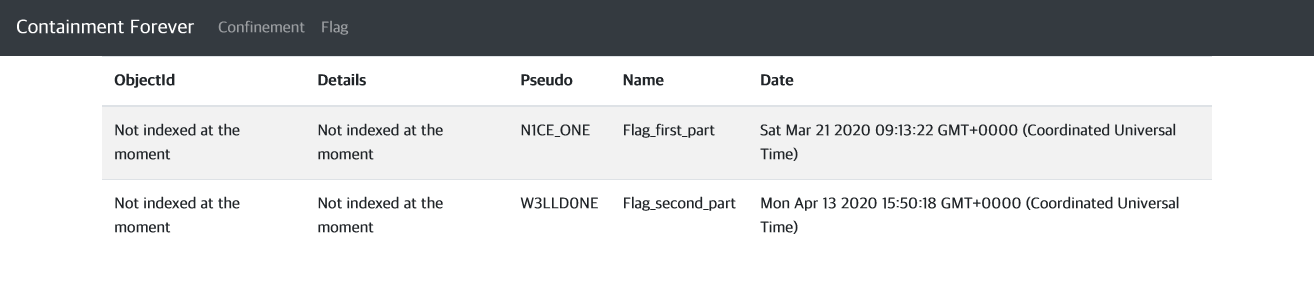 Containment Forever Confinement Flag
ObjectId Details Pseudo Name Date
Not indexed at the Not indexed at the N1CE_ONE Flag_first_part Sat Mar 21 2020 09:13:22 GMT+0000 (Coordinated Universal
moment moment Time)
Not indexed at the Not indexed at the W3LLD0NE Flag_second_part Mon Apr 13 2020 15:50:18 GMT+0000 (Coordinated Universal
moment moment Time)